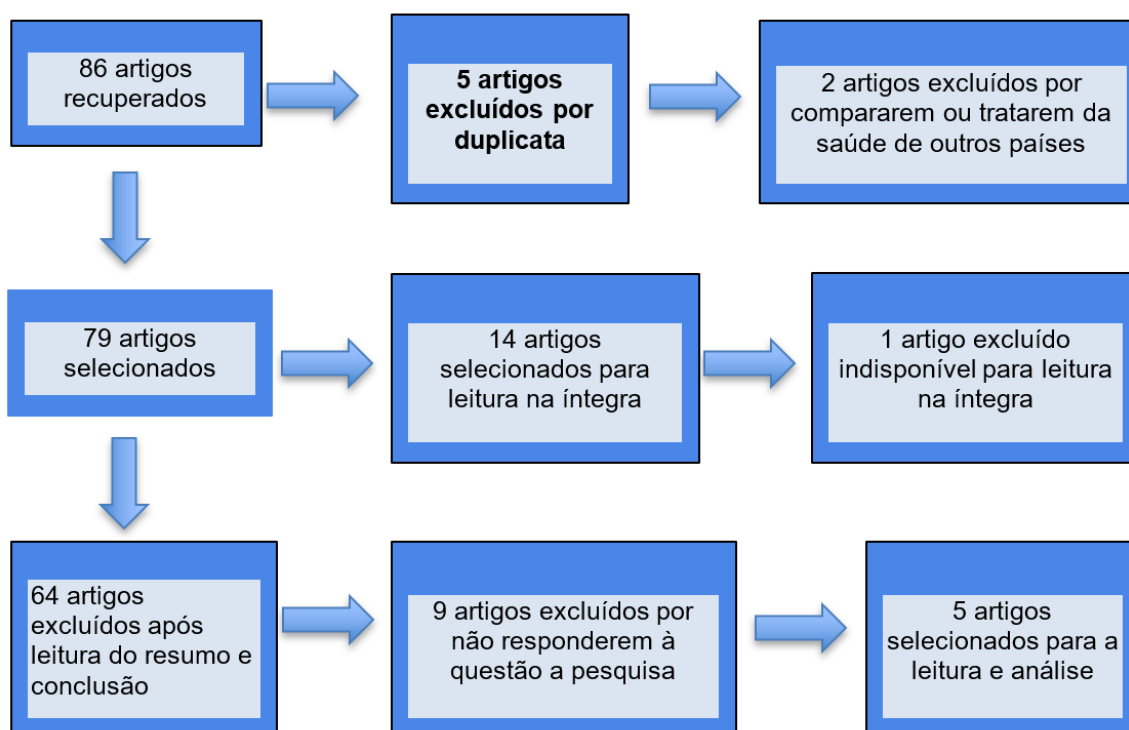 86 artigos
recuperados
5 artigos
excluídos por
duplicata
2 artigos excluídos por
compararem ou tratarem da
saúde de outros países
79 artigos
selecionados
14 artigos
selecionados para
leitura na íntegra
1 artigo excluído
indisponível para leitura
na íntegra
64 artigos
excluídos após
leitura do resumo e
conclusão
9 artigos excluídos por
não responderem à
questão a pesquisa
5 artigos
selecionados para a
leitura e análise